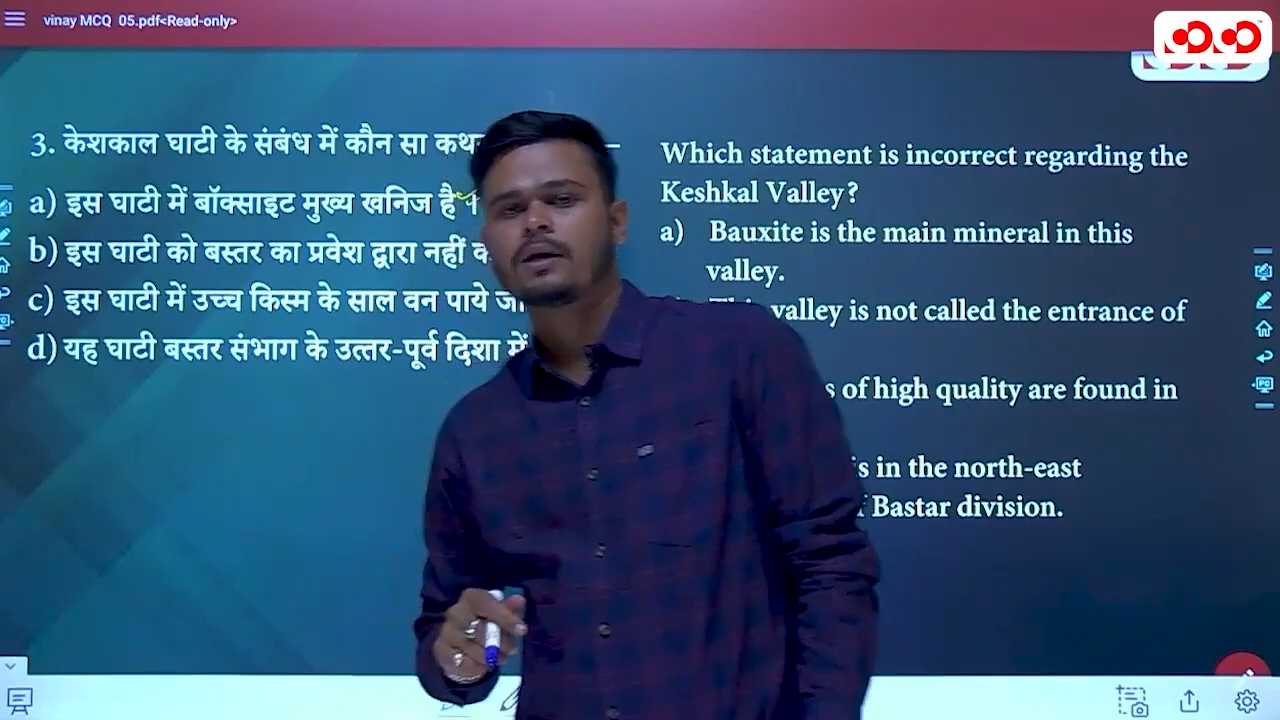 vinay MCQ 05.pdf<Read-only>
3. केशकाल घाटी के संबंध में कौन सा
a) इस घाटी में बॉक्साइट मुख्य खनिज है ।
b) इस घाटी को बस्तर का प्रवेश द्वारा नहीं
c) इस घाटी में उच्च किस्म के साल वन पाये
d) यह घाटी बस्तर संभाग के उत्तर-पूर्व दिशा में
Which statement is incorrect regarding the
Keshkal Valley?
a) Bauxite is the main mineral in this
valley.
valley is not called the entrance of
of high quality are found in
is in the north-east
Bastar division.